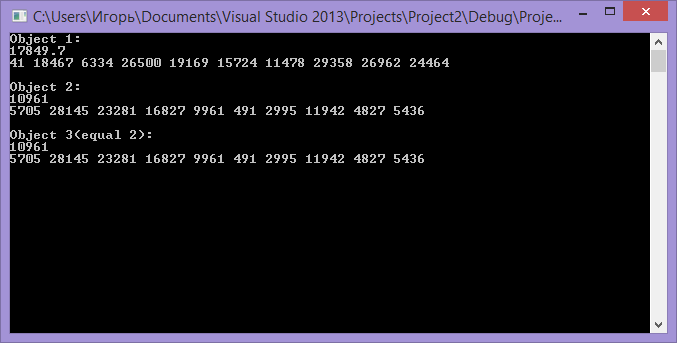 C:\Users\Игорь\Documents\Visual Studio 2013\Projects\Project2\Debug\Proje...
Object 1:
17849.7
41 18467 6334 26500 19169 15724 11478 29358 26962 24464
Object 2:
10961
5705 28145 23281 16827 9961 491 2995 11942 4827 5436
Object 3(equal 2):
10961
5705 28145 23281 16827 9961 491 2995 11942 4827 5436